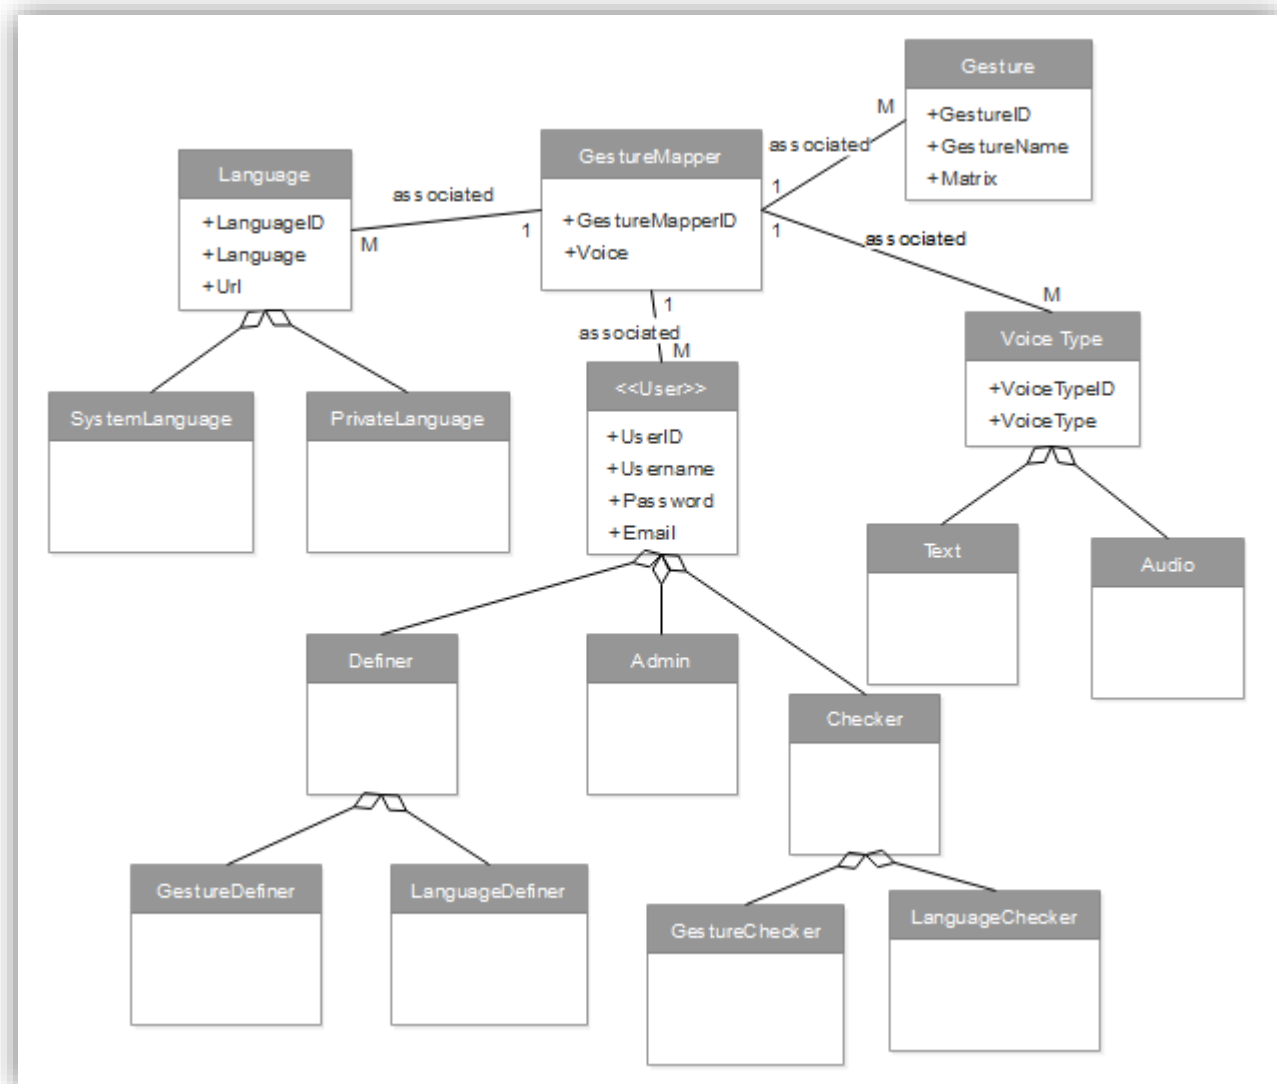 Gesture
+GestureID
+GestureName
+Matrix
M
associated
1
GestureMapper
+GestureMapperID
+Voice
Language
+LanguageID
+Language
+Url
associated
M
1
1
associated
M
1
associated
M
Voice Type
+VoiceTypeID
+VoiceType
<<User>>
+UserID
+Username
+Password
+Email
SystemLanguage
PrivateLanguage
Text
Audio
Definer
Admin
Checker
GestureDefiner
LanguageDefiner
GestureChecker
LanguageChecker